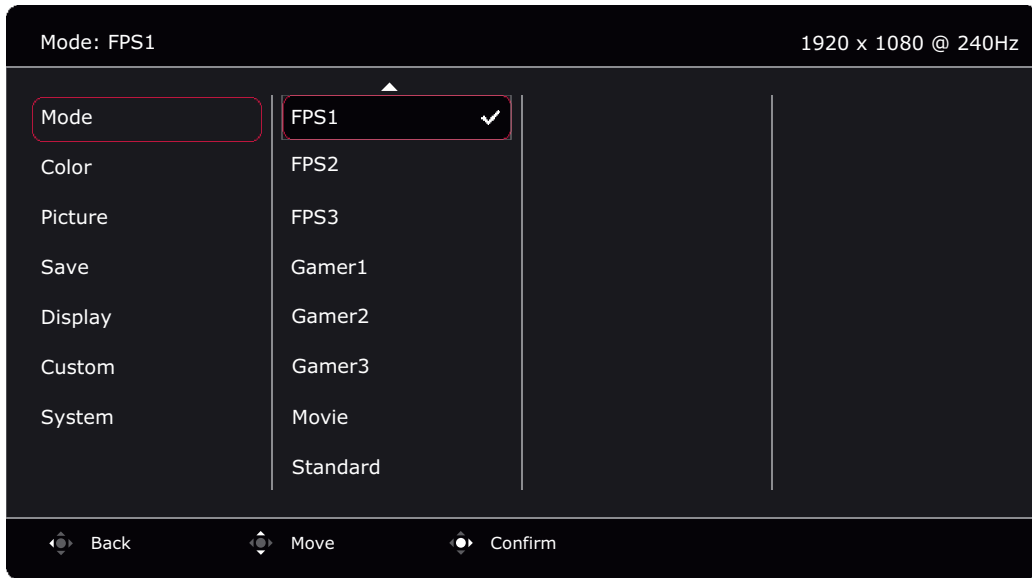 Mode: FPS1 1920 x 1080 @ 240Hz
Mode
Color
Picture
Save
Display
Custom
System
FPS1
FPS2
FPS3
Gamer1
Gamer2
Gamer3
Movie
Standard
Back Move Confirm